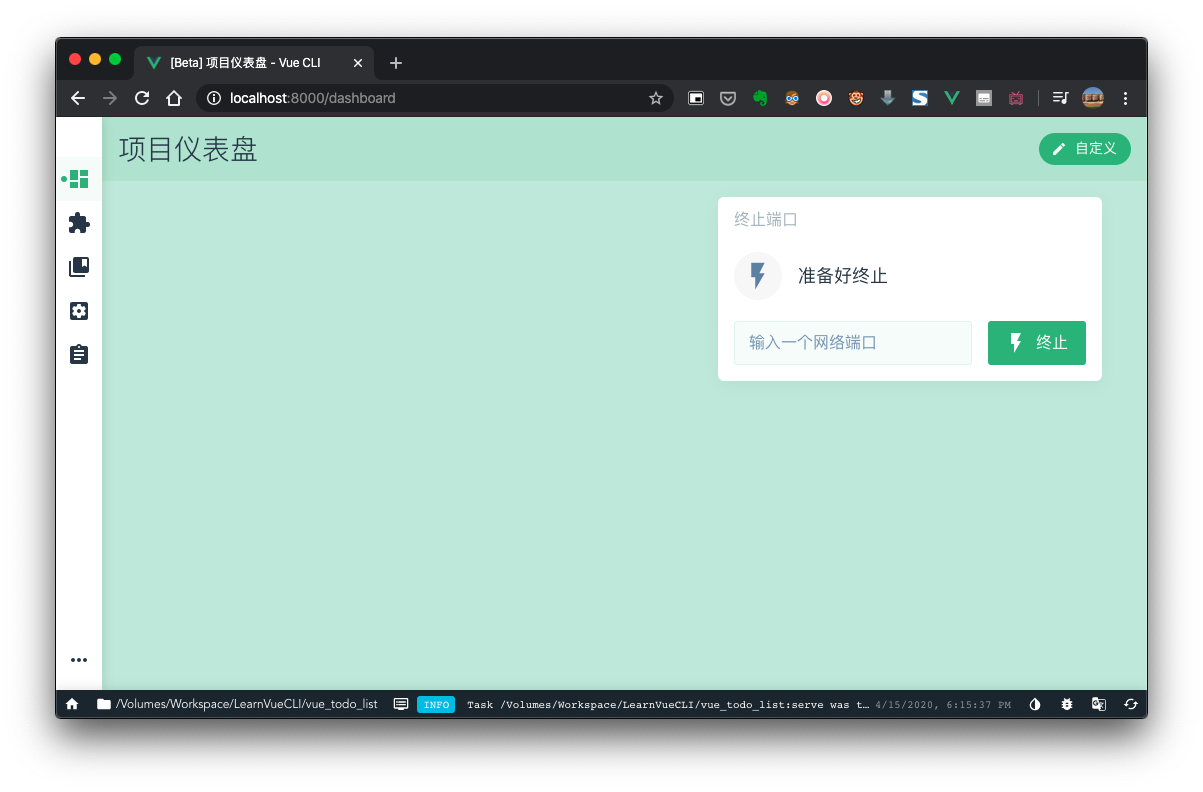 [Beta] 项目仪表盘 - Vue CLI
localhost:8000/dashboard
项目仪表盘
自定义
终止端口
准备好终止
输入一个网络端口
终止
/Volumes/Workspace/LearnVueCLI/vue_todo_list
INFO
Task /Volumes/Workspace/LearnVueCLI/vue_todo_list:serve was t…
4/15/2020, 6:15:37 PM